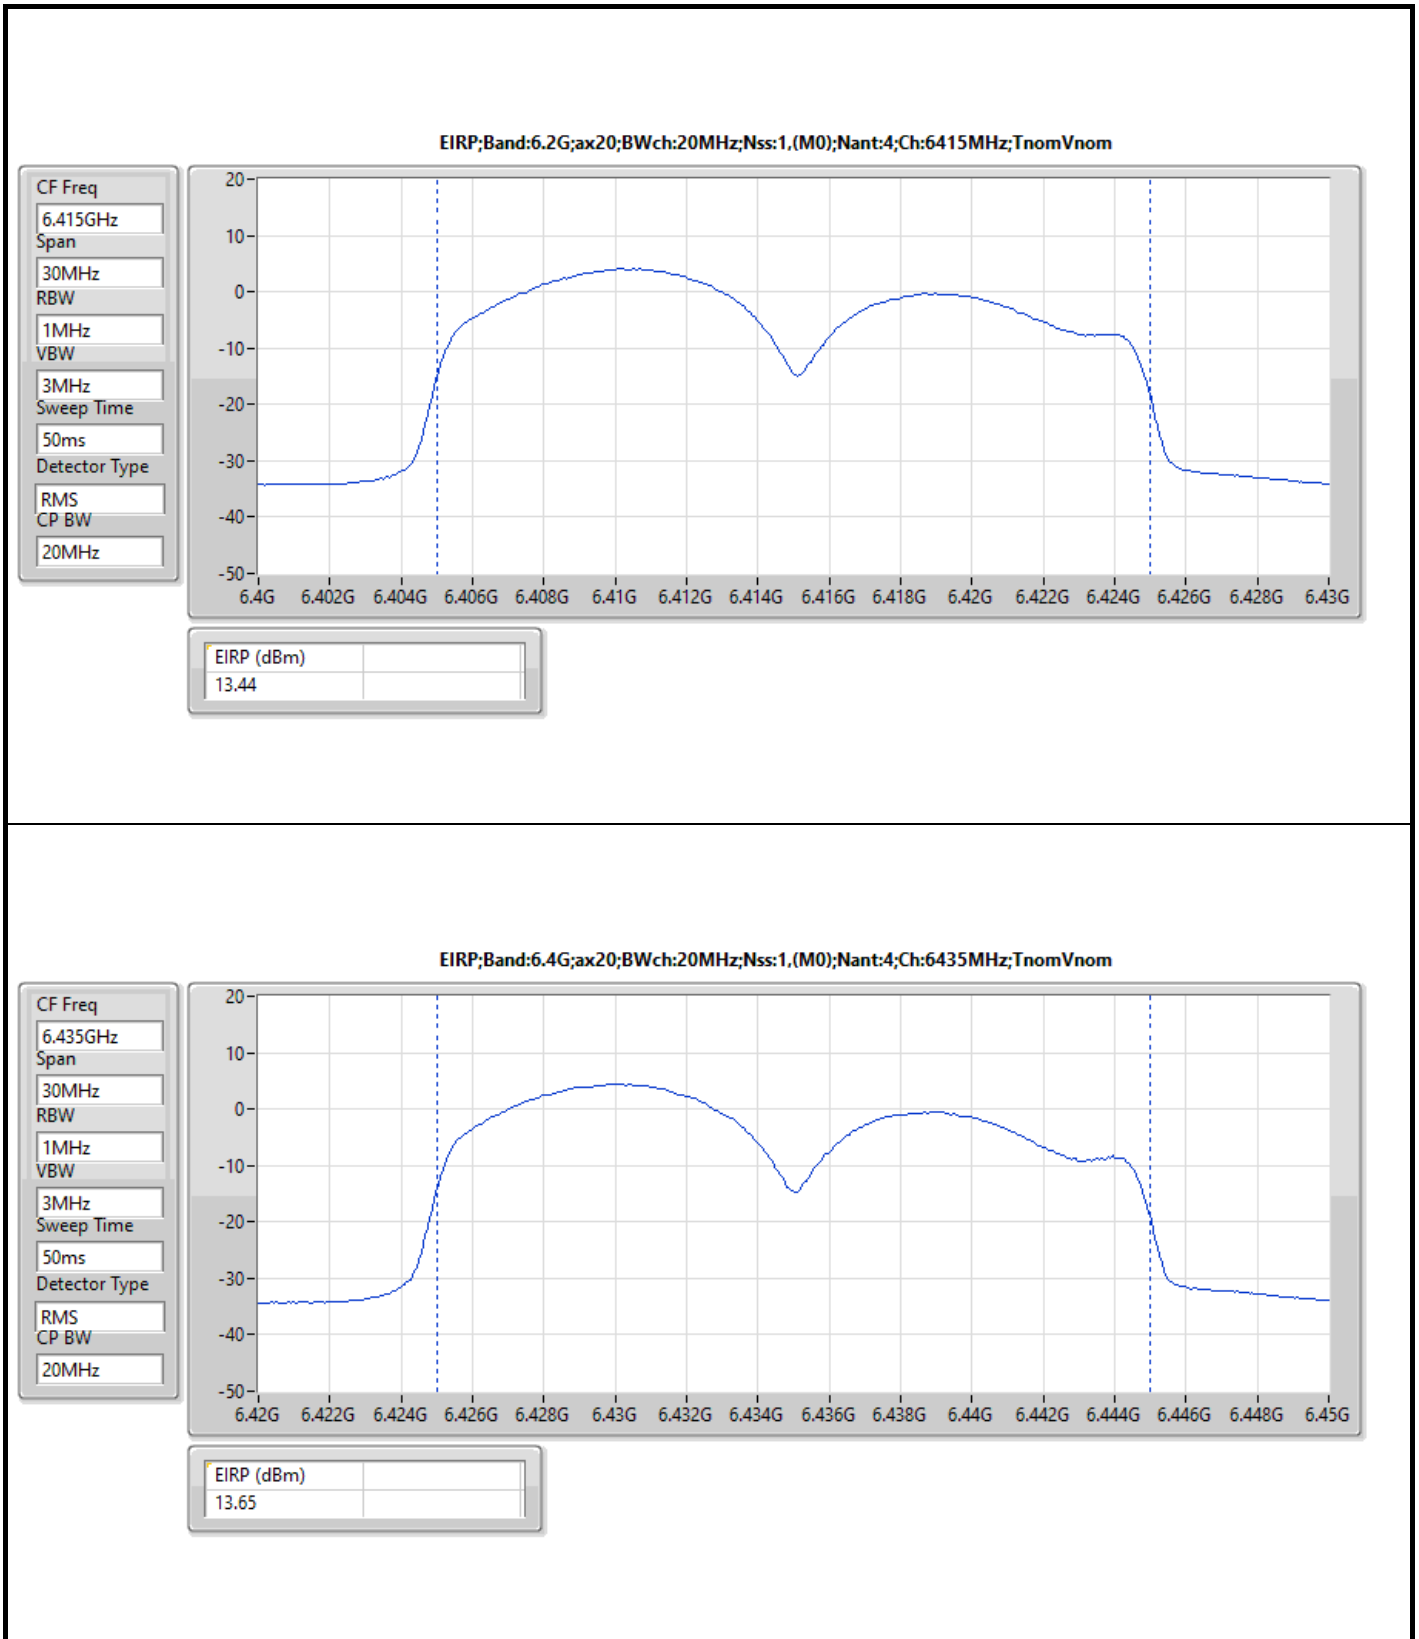 EIRP;Band:6.2G;ax20;BWch:20MHz;Nss:1,(M0);Nant:4;Ch:6415MHz;TnomVnom
CF Freq
6.415GHz
Span
30MHz
RBW
1MHz
VBW
3MHz
Sweep Time
50ms
Detector Type
RMS
CP BW
20MHz
20
10
0
-10
-20
-30
-40
-50
6.4G 6.402G 6.404G 6.406G 6.408G 6.41G 6.412G 6.414G 6.416G 6.418G 6.42G 6.422G 6.424G 6.426G 6.428G 6.43G
EIRP (dBm)
13.44
EIRP;Band:6.4G;ax20;BWch:20MHz;Nss:1,(M0);Nant:4;Ch:6435MHz;TnomVnom
CF Freq
6.435GHz
Span
30MHz
RBW
1MHz
VBW
3MHz
Sweep Time
50ms
Detector Type
RMS
CP BW
20MHz
20
10
0
-10
-20
-30
-40
-50
6.42G 6.422G 6.424G 6.426G 6.428G 6.43G 6.432G 6.434G 6.436G 6.438G 6.44G 6.442G 6.444G 6.446G 6.448G 6.45G
EIRP (dBm)
13.65